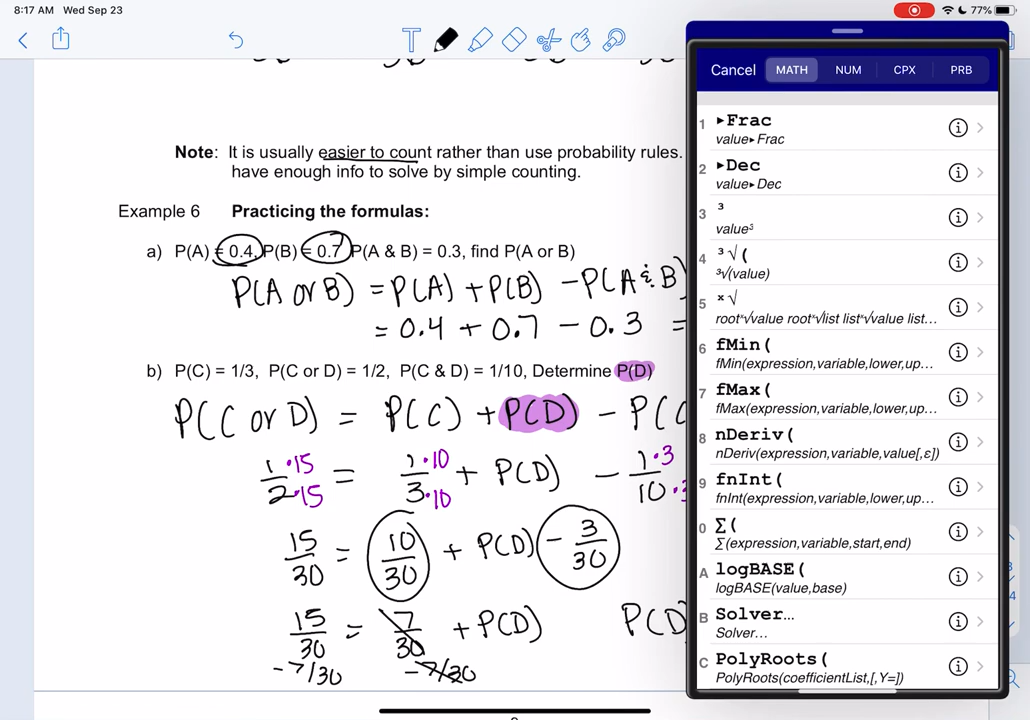 8:17 AM Wed Sep 23
77%
Note: It is usually easier to count rather than use probability rules.
have enough info to solve by simple counting.
Example 6 Practicing the formulas:
a) P(A) = 0.4, P(B) = 0.7 P(A & B) = 0.3, find P(A or B)
P(A or B) = P(A) + P(B) - P(A & B)
= 0.4 + 0.7 - 0.3 =
b) P(C) = 1/3, P(C or D) = 1/2, P(C & D) = 1/10, Determine P(D)
P(C or D) = P(C) + P(D) - P(C
1·15/2·15 = 1·10/3·10 + P(D) - 1·3/10·3
15/30 = 10/30 + P(D) - 3/30
15/30 = 7/30 + P(D) P(D)
-7/30 -7/30
Cancel MATH NUM CPX PRB
1 ►Frac
value►Frac
2 ►Dec
value►Dec
3 ³
value³
4 ³√(
³√(value)
5 ˣ√
rootˣ√value rootˣ√list listˣ√value list…
6 fMin(
fMin(expression,variable,lower,up…
7 fMax(
fMax(expression,variable,lower,up…
8 nDeriv(
nDeriv(expression,variable,value[,ε])
9 fnInt(
fnInt(expression,variable,lower,up…
0 Σ(
Σ(expression,variable,start,end)
A logBASE(
logBASE(value,base)
B Solver…
Solver…
C PolyRoots(
PolyRoots(coefficientList,[,Y=])